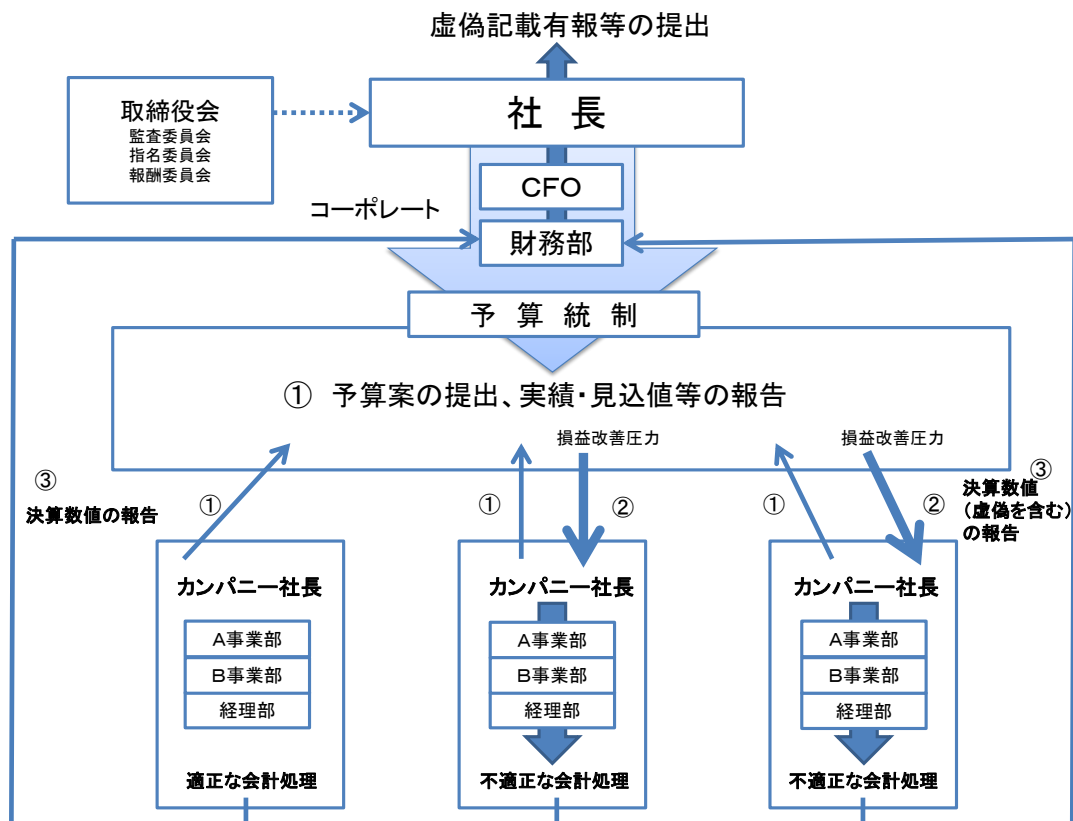 虚偽記載有報等の提出
取締役会
監査委員会
指名委員会
報酬委員会
社 長
CFO
コーポレート
財務部
予 算 統 制
① 予算案の提出、実績・見込値等の報告
損益改善圧力
損益改善圧力
③
決算数値の報告
①
①
②
①
②
③
決算数値
（虚偽を含む）
の報告
カンパニー社長
A事業部
B事業部
経理部
適正な会計処理
カンパニー社長
A事業部
B事業部
経理部
不適正な会計処理
カンパニー社長
A事業部
B事業部
経理部
不適正な会計処理